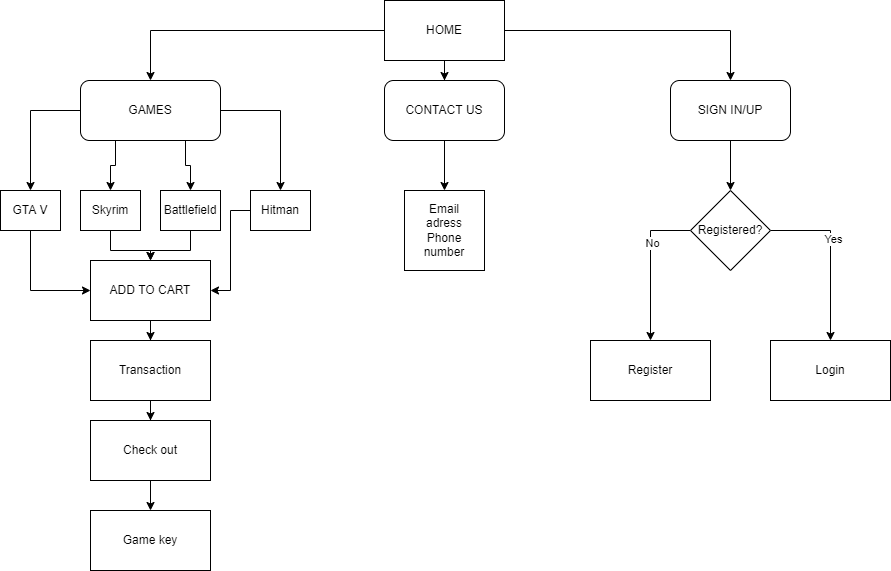 HOME
GAMES
CONTACT US
SIGN IN/UP
GTA V
Skyrim
Battlefield
Hitman
Email
adress
Phone
number
Registered?
No
Yes
ADD TO CART
Transaction
Register
Login
Check out
Game key